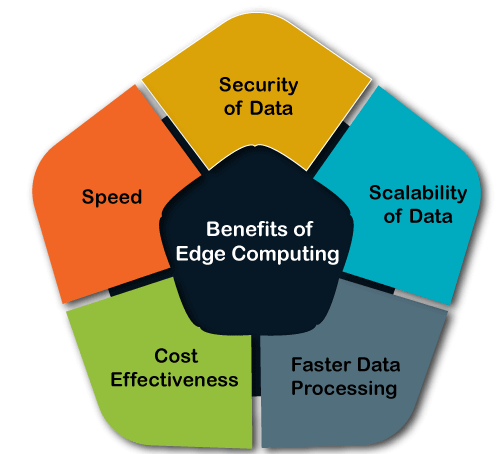 Security
of Data
Speed
Scalability
of Data
Benefits of
Edge Computing
Cost
Effectiveness
Faster Data
Processing